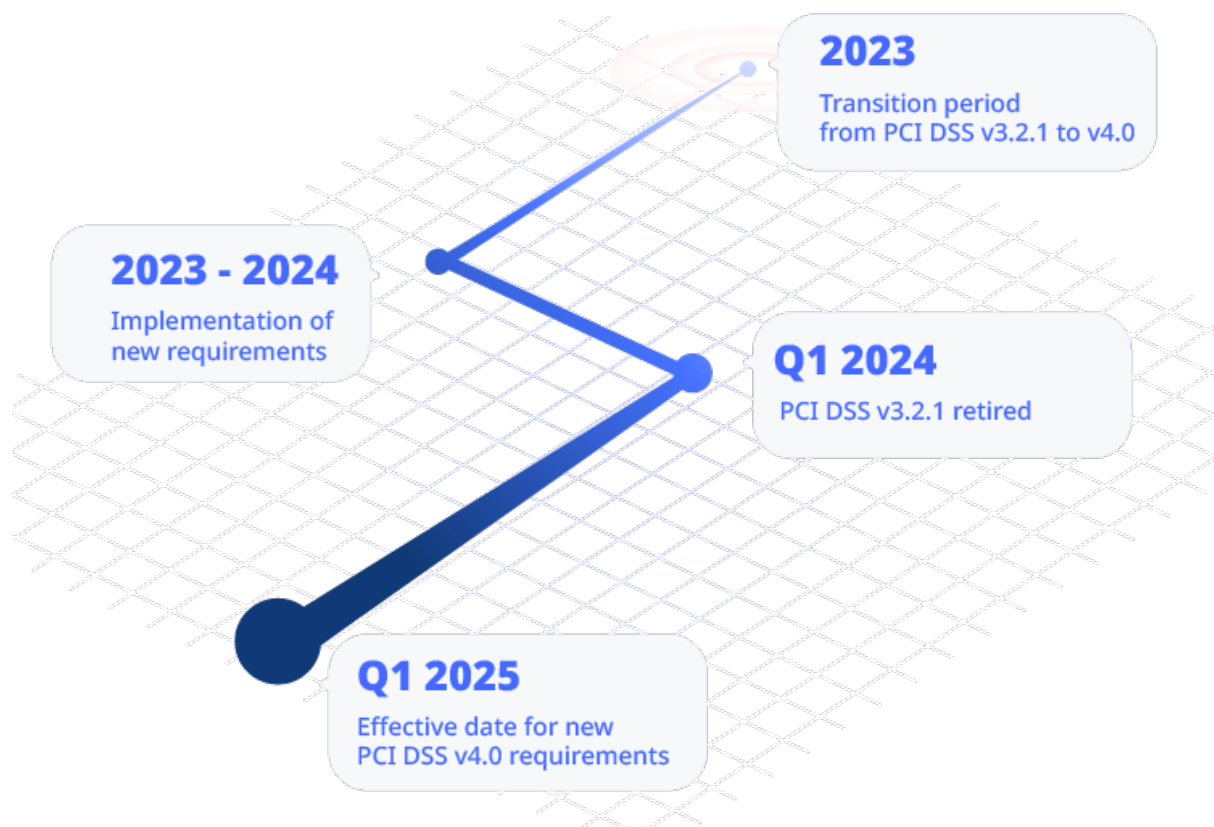 2023
Transition period
from PCI DSS v3.2.1 to v4.0
2023 - 2024
Implementation of
new requirements
Q1 2024
PCI DSS v3.2.1 retired
Q1 2025
Effective date for new
PCI DSS v4.0 requirements